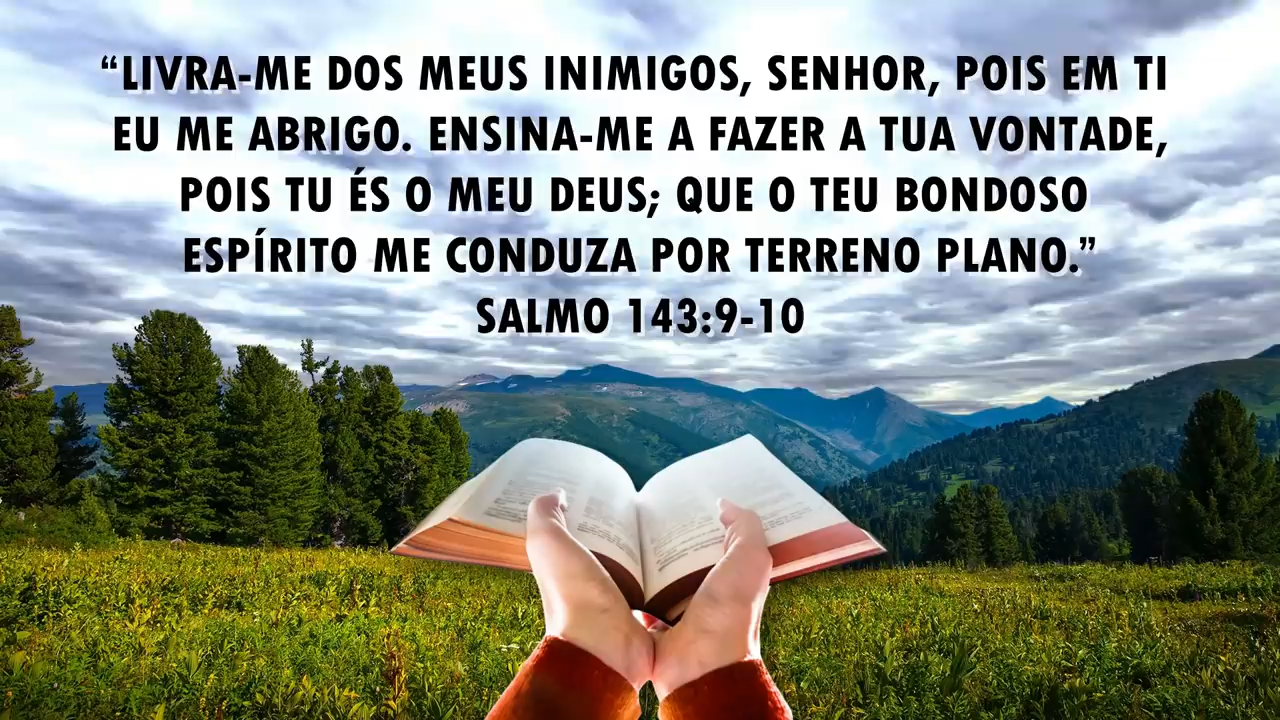 “LIVRA-ME DOS MEUS INIMIGOS, SENHOR, POIS EM TI
EU ME ABRIGO. ENSINA-ME A FAZER A TUA VONTADE,
POIS TU ÉS O MEU DEUS; QUE O TEU BONDOSO
ESPÍRITO ME CONDUZA POR TERRENO PLANO.”
SALMO 143:9-10